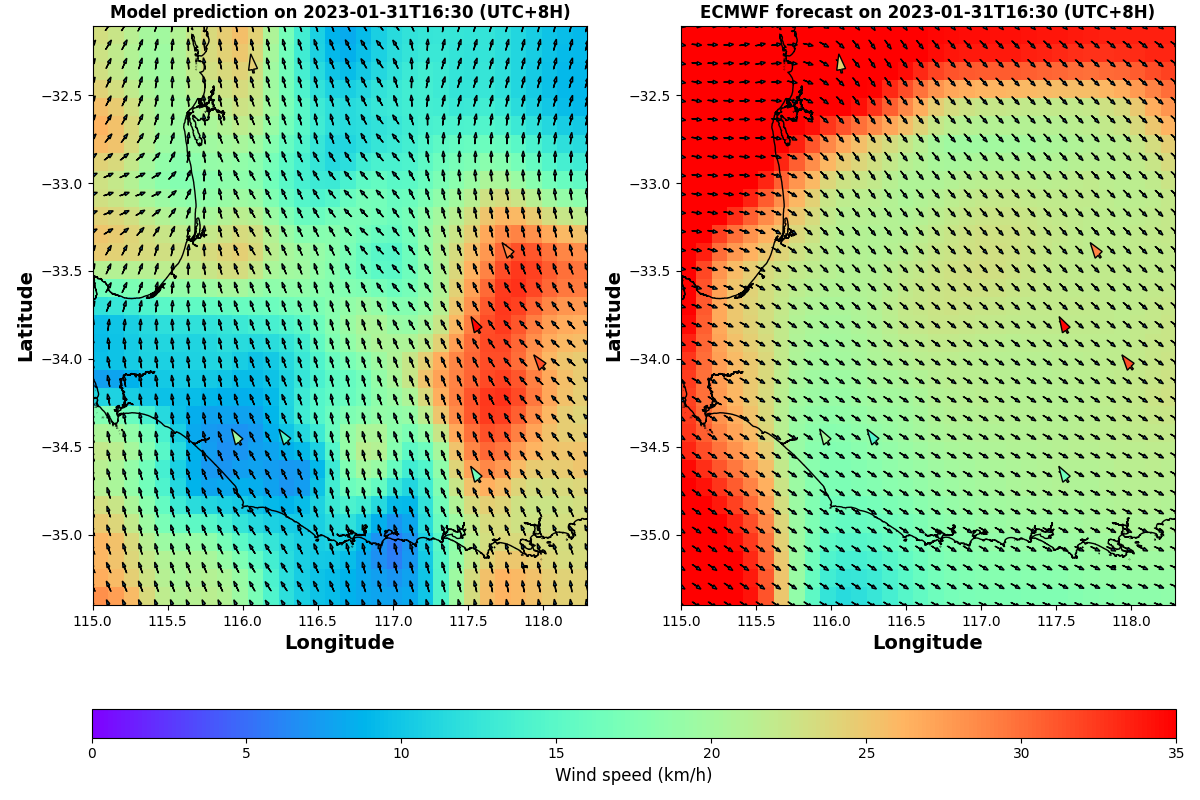 Model prediction on 2023-01-31T16:30 (UTC+8H)
ECMWF forecast on 2023-01-31T16:30 (UTC+8H)
Latitude
−32.5
−33.0
−33.5
−34.0
−34.5
−35.0
115.0 115.5 116.0 116.5 117.0 117.5 118.0
Longitude
Latitude
−32.5
−33.0
−33.5
−34.0
−34.5
−35.0
115.0 115.5 116.0 116.5 117.0 117.5 118.0
Longitude
0 5 10 15 20 25 30 35
Wind speed (km/h)